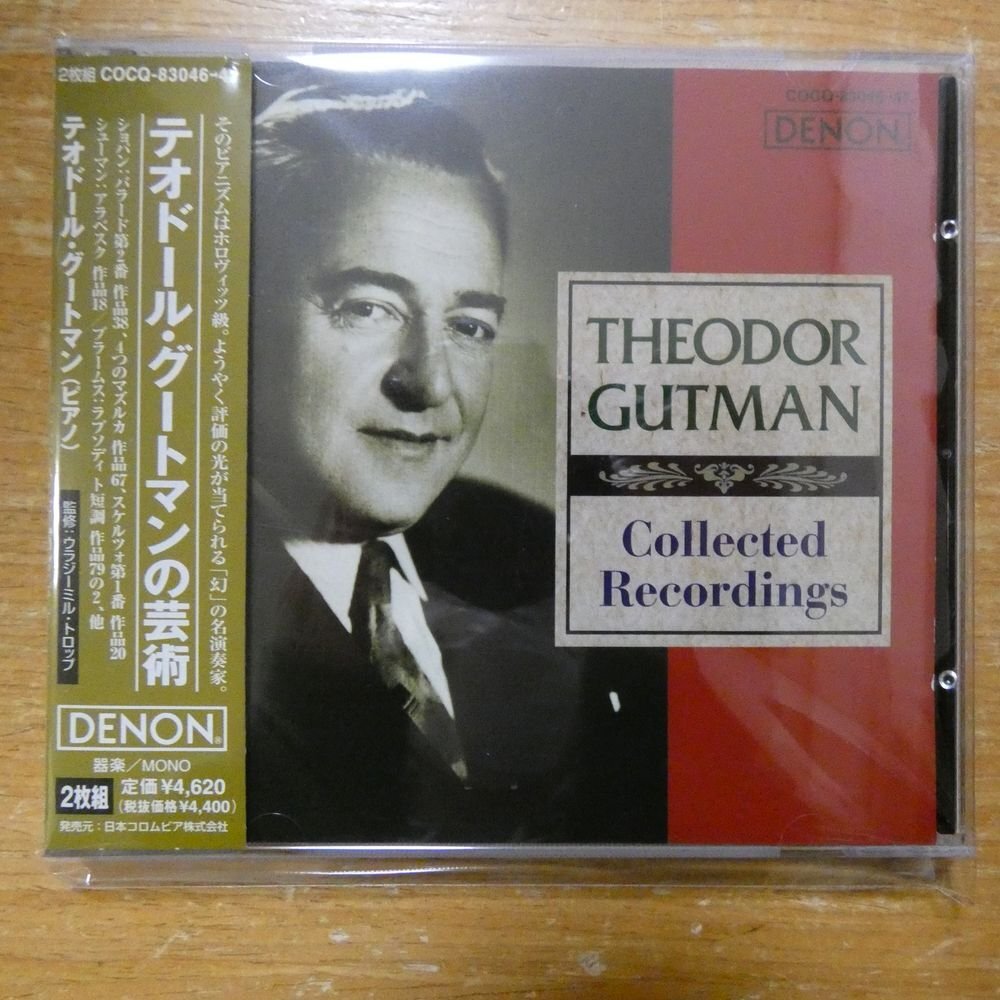 2枚組 COCQ-83046-4
そのピアニズムはホロヴィッツ級。ようやく評価の光が当てられる「幻」の名演奏家。
テオドール・グートマンの芸術
ショパン:バラード第2番 作品38、4つのマズルカ 作品67、スケルツォ第1番 作品20
シューマン:アラベスク 作品18/ブラームス:ラプソディ ト短調 作品79の2、他
テオドール・グートマン(ピアノ)
監修:ウラジーミル・トロップ
DENON®
器楽/MONO
2枚組
定価¥4,620
(税抜価格¥4,400)
発売元:日本コロムビア株式会社
COCQ-83046-47
DENON
THEODOR
GUTMAN
Collected
Recordings